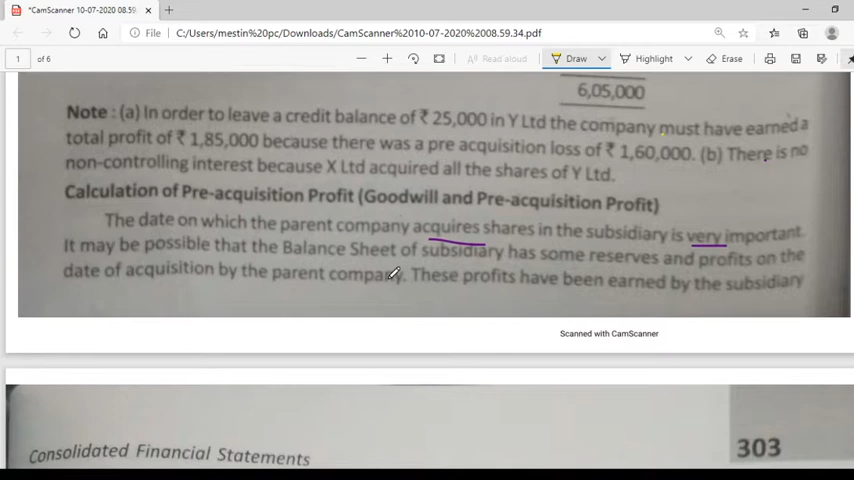 *CamScanner 10-07-2020 08.59.
File C:/Users/mestin%20pc/Downloads/CamScanner%2010-07-2020%2008.59.34.pdf
1 of 6 Read aloud Draw Highlight Erase
6,05,000
Note : (a) In order to leave a credit balance of ₹ 25,000 in Y Ltd the company must have earned a
total profit of ₹ 1,85,000 because there was a pre acquisition loss of ₹ 1,60,000. (b) There is no
non-controlling interest because X Ltd acquired all the shares of Y Ltd.
Calculation of Pre-acquisition Profit (Goodwill and Pre-acquisition Profit)
The date on which the parent company acquires shares in the subsidiary is very important.
It may be possible that the Balance Sheet of subsidiary has some reserves and profits on the
date of acquisition by the parent company. These profits have been earned by the subsidiary
Scanned with CamScanner
Consolidated Financial Statements 303